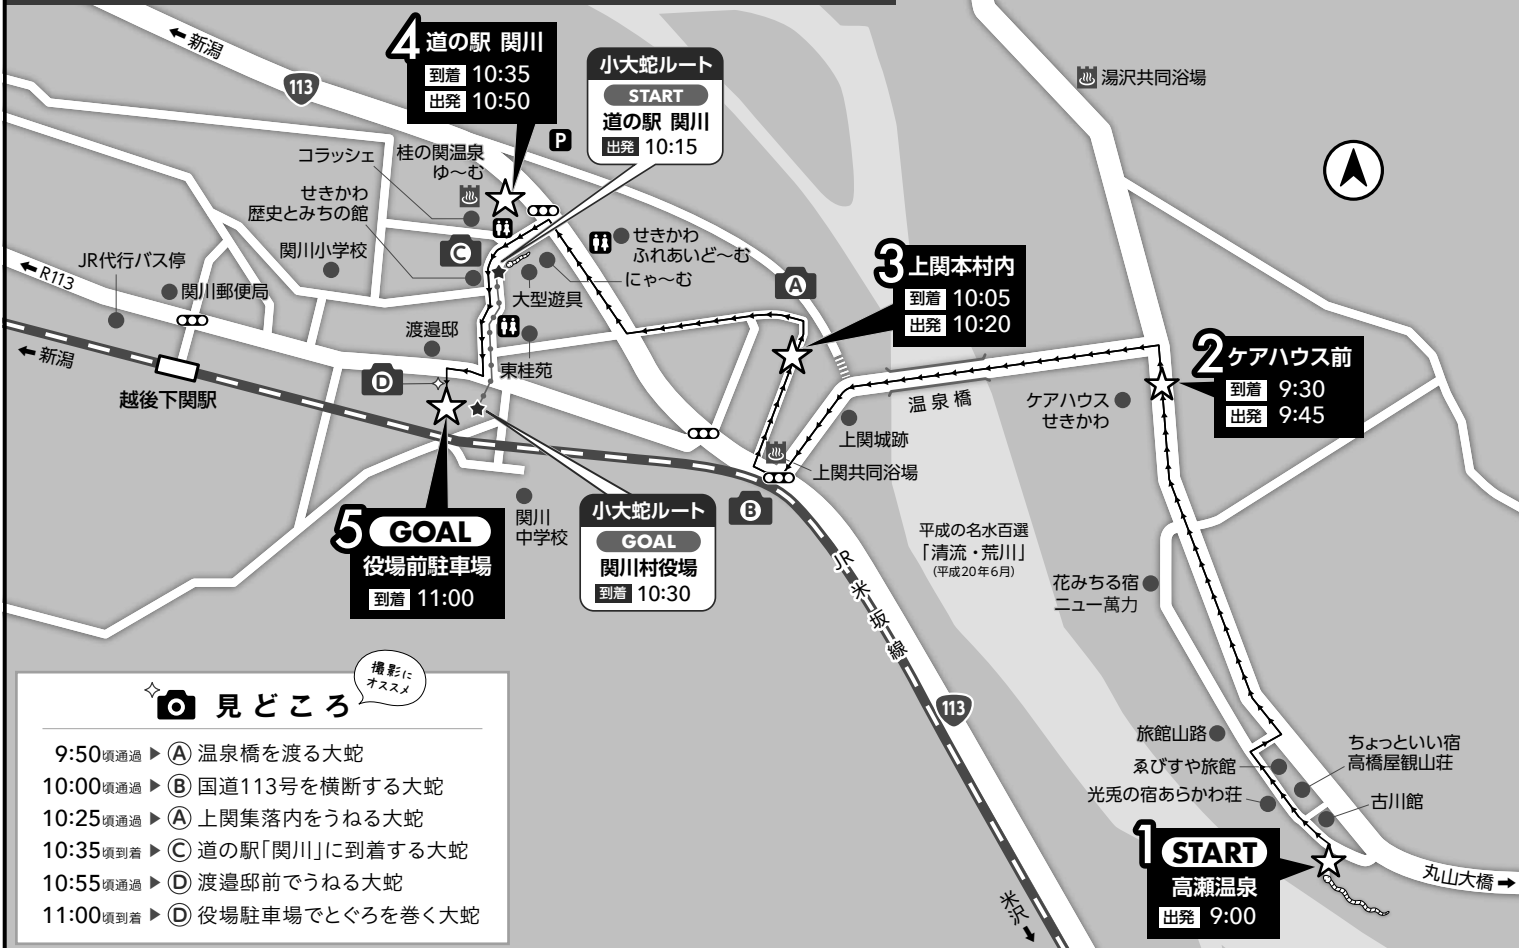 新潟
113
4 道の駅 関川
到着 10:35
出発 10:50
小大蛇ルート
START
道の駅 関川
出発 10:15
P
湯沢共同浴場
コラッシェ
桂の関温泉
ゆ〜む
せきかわ
歴史とみちの館
関川小学校
C
せきかわ
ふれあいど〜む
にゃ〜む
大型遊具
A
3 上関本村内
到着 10:05
出発 10:20
JR代行バス停
R113
関川郵便局
渡邉邸
新潟
越後下関駅
D
東桂苑
2 ケアハウス前
到着 9:30
出発 9:45
温泉橋
ケアハウス
せきかわ
上関城跡
上関共同浴場
5 GOAL
役場前駐車場
到着 11:00
関川
中学校
小大蛇ルート
GOAL
関川村役場
到着 10:30
B
平成の名水百選
「清流・荒川」
(平成20年6月)
JR米坂線
花みちる宿
ニュー萬力
113
旅館山路
ゑびすや旅館
光兎の宿あらかわ荘
ちょっといい宿
高橋屋観山荘
古川館
1 START
高瀬温泉
出発 9:00
丸山大橋
米沢
撮影に
オススメ
見どころ
9:50頃通過 ▶ Ⓐ 温泉橋を渡る大蛇
10:00頃通過 ▶ Ⓑ 国道113号を横断する大蛇
10:25頃通過 ▶ Ⓐ 上関集落内をうねる大蛇
10:35頃到着 ▶ Ⓒ 道の駅「関川」に到着する大蛇
10:55頃通過 ▶ Ⓓ 渡邉邸前でうねる大蛇
11:00頃到着 ▶ Ⓓ 役場駐車場でとぐろを巻く大蛇